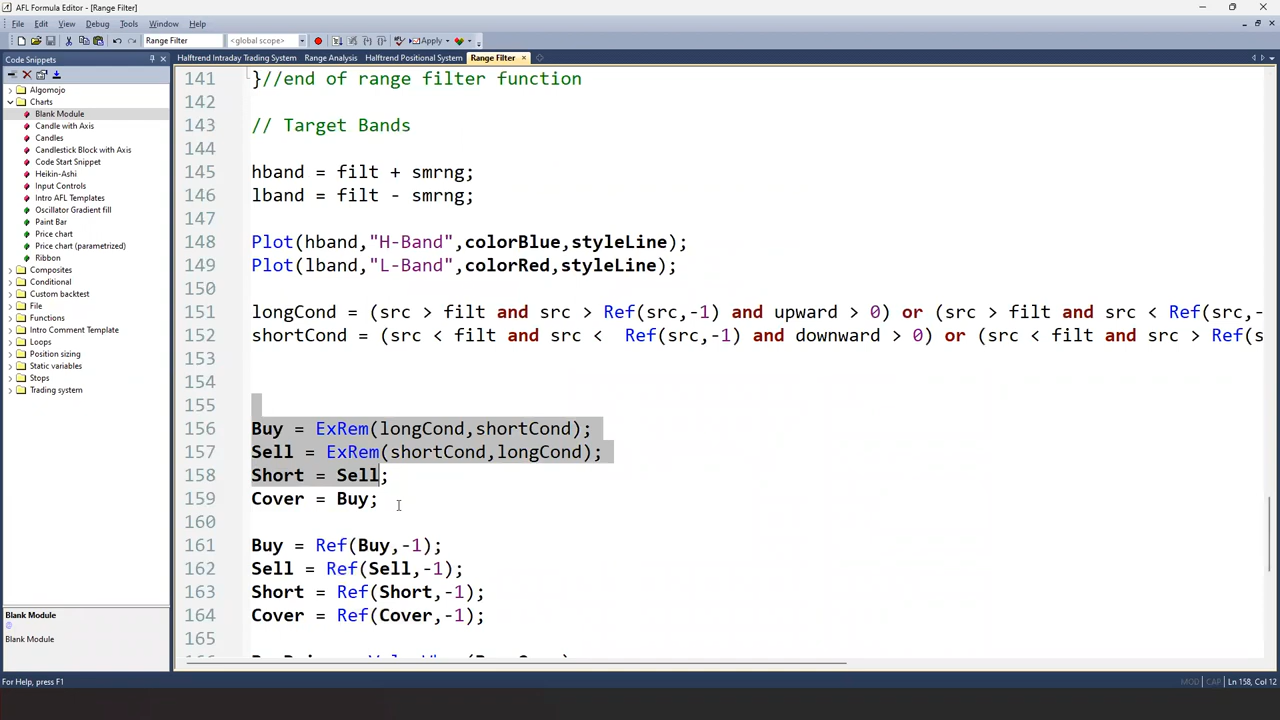 AFL Formula Editor - [Range Filter]
File Edit View Debug Tools Window Help
Range Filter <global scope> Apply
Code Snippets
Halftrend Intraday Trading System Range Analysis Halftrend Positional System Range Filter
Algomojo
Charts
Blank Module
Candle with Axis
Candles
Candlestick Block with Axis
Code Start Snippet
Heikin-Ashi
Input Controls
Intro AFL Templates
Oscillator Gradient fill
Paint Bar
Price chart
Price chart (parametrized)
Ribbon
Composites
Conditional
Custom backtest
File
Functions
Intro Comment Template
Loops
Position sizing
Static variables
Stops
Trading system
Blank Module
@
Blank Module
141 }//end of range filter function
142
143 // Target Bands
144
145 hband = filt + smrng;
146 lband = filt - smrng;
147
148 Plot(hband,"H-Band",colorBlue,styleLine);
149 Plot(lband,"L-Band",colorRed,styleLine);
150
151 longCond = (src > filt and src > Ref(src,-1) and upward > 0) or (src > filt and src < Ref(src,-
152 shortCond = (src < filt and src <  Ref(src,-1) and downward > 0) or (src < filt and src > Ref(s
153
154
155
156 Buy = ExRem(longCond,shortCond);
157 Sell = ExRem(shortCond,longCond);
158 Short = Sell;
159 Cover = Buy;
160
161 Buy = Ref(Buy,-1);
162 Sell = Ref(Sell,-1);
163 Short = Ref(Short,-1);
164 Cover = Ref(Cover,-1);
165
For Help, press F1
MOD CAP Ln 158, Col 12